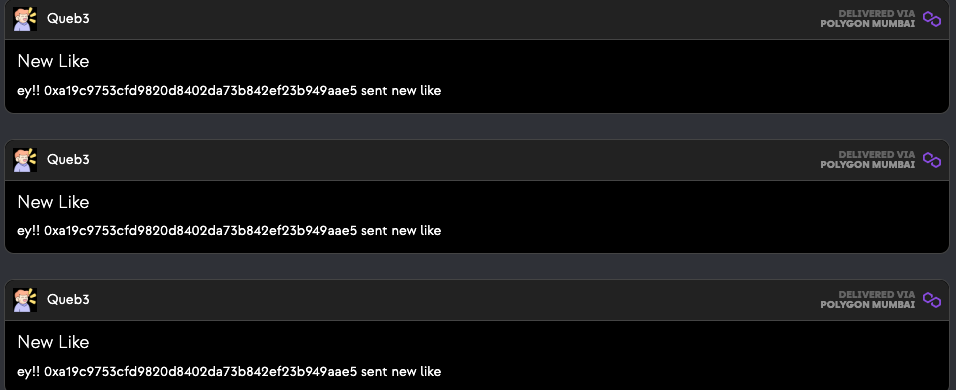 Queb3
DELIVERED VIA
POLYGON MUMBAI
New Like
ey!! 0xa19c9753cfd9820d8402da73b842ef23b949aae5 sent new like
Queb3
DELIVERED VIA
POLYGON MUMBAI
New Like
ey!! 0xa19c9753cfd9820d8402da73b842ef23b949aae5 sent new like
Queb3
DELIVERED VIA
POLYGON MUMBAI
New Like
ey!! 0xa19c9753cfd9820d8402da73b842ef23b949aae5 sent new like